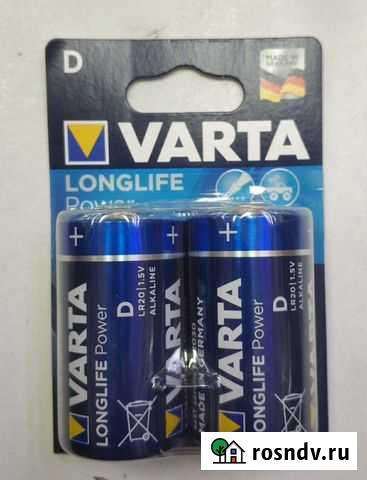 D
MADE IN
GERMANY
VARTA
LONGLIFE
Power
VARTA
LONGLIFE Power
D
LR20 | 1.5V
ALKALINE
MADE
GERMANY
VARTA
LONGLIFE Power
D
LR20 | 1.5V
ALKALINE
rosndv.ru